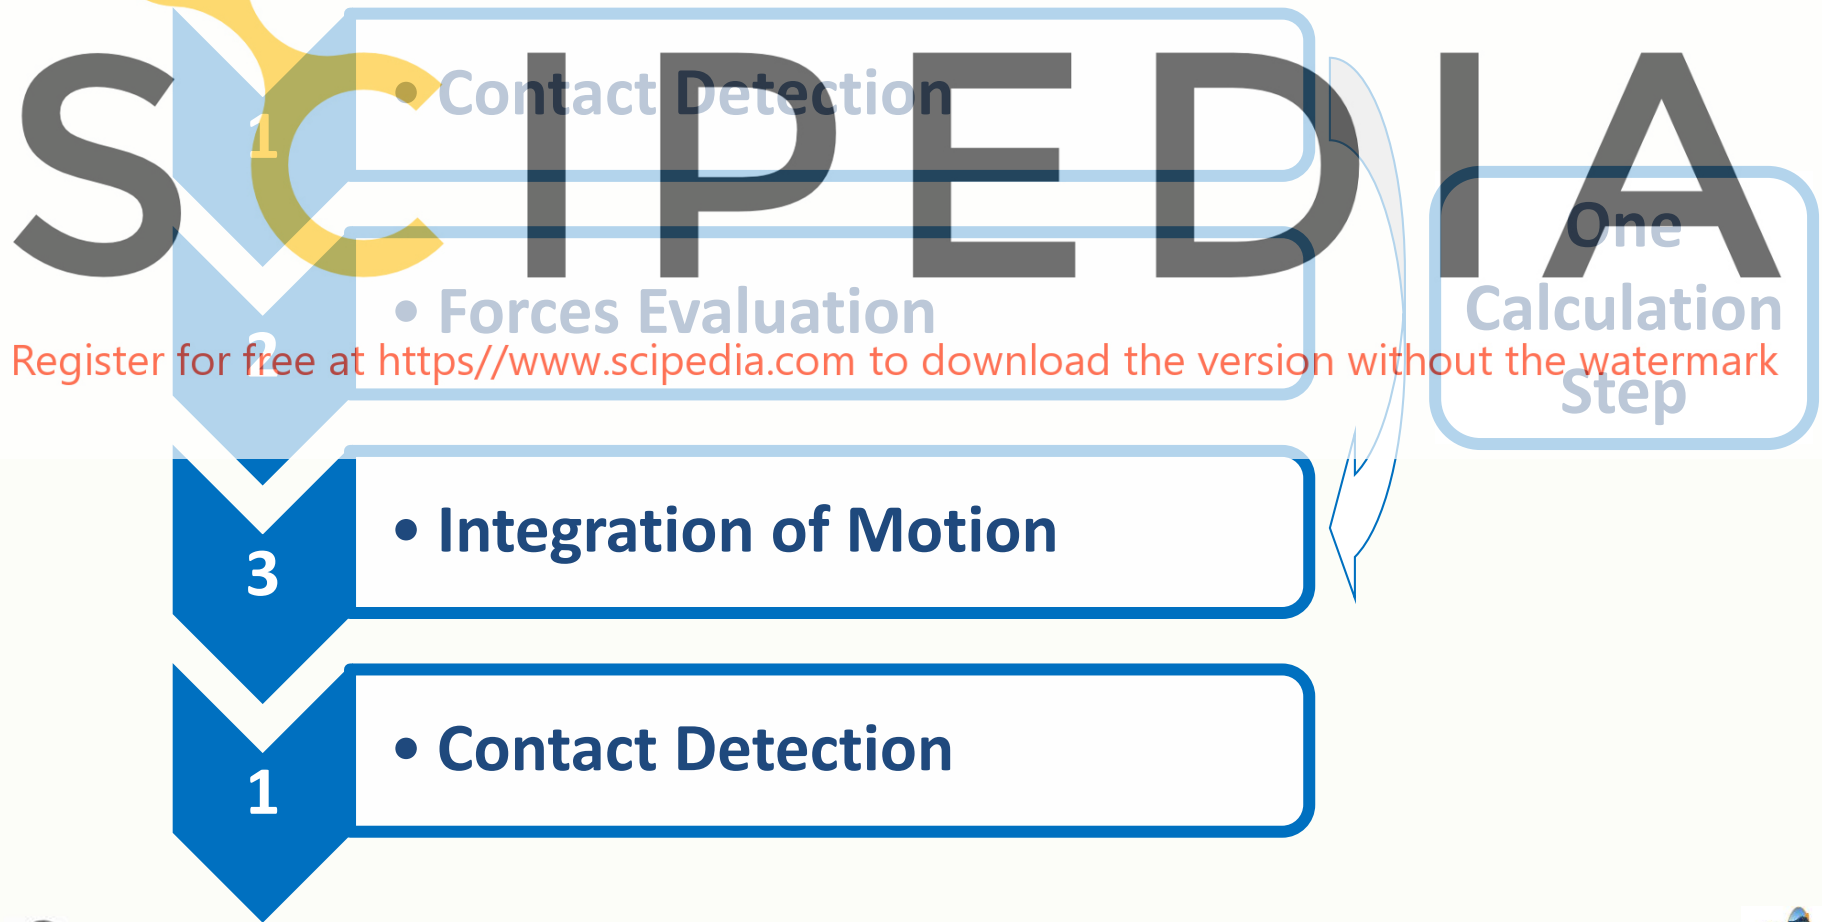 SCIPEDIA
1
• Contact Detection
One
Calculation
Step
2
• Forces Evaluation
Register for free at https//www.scipedia.com to download the version without the watermark
3
• Integration of Motion
1
• Contact Detection